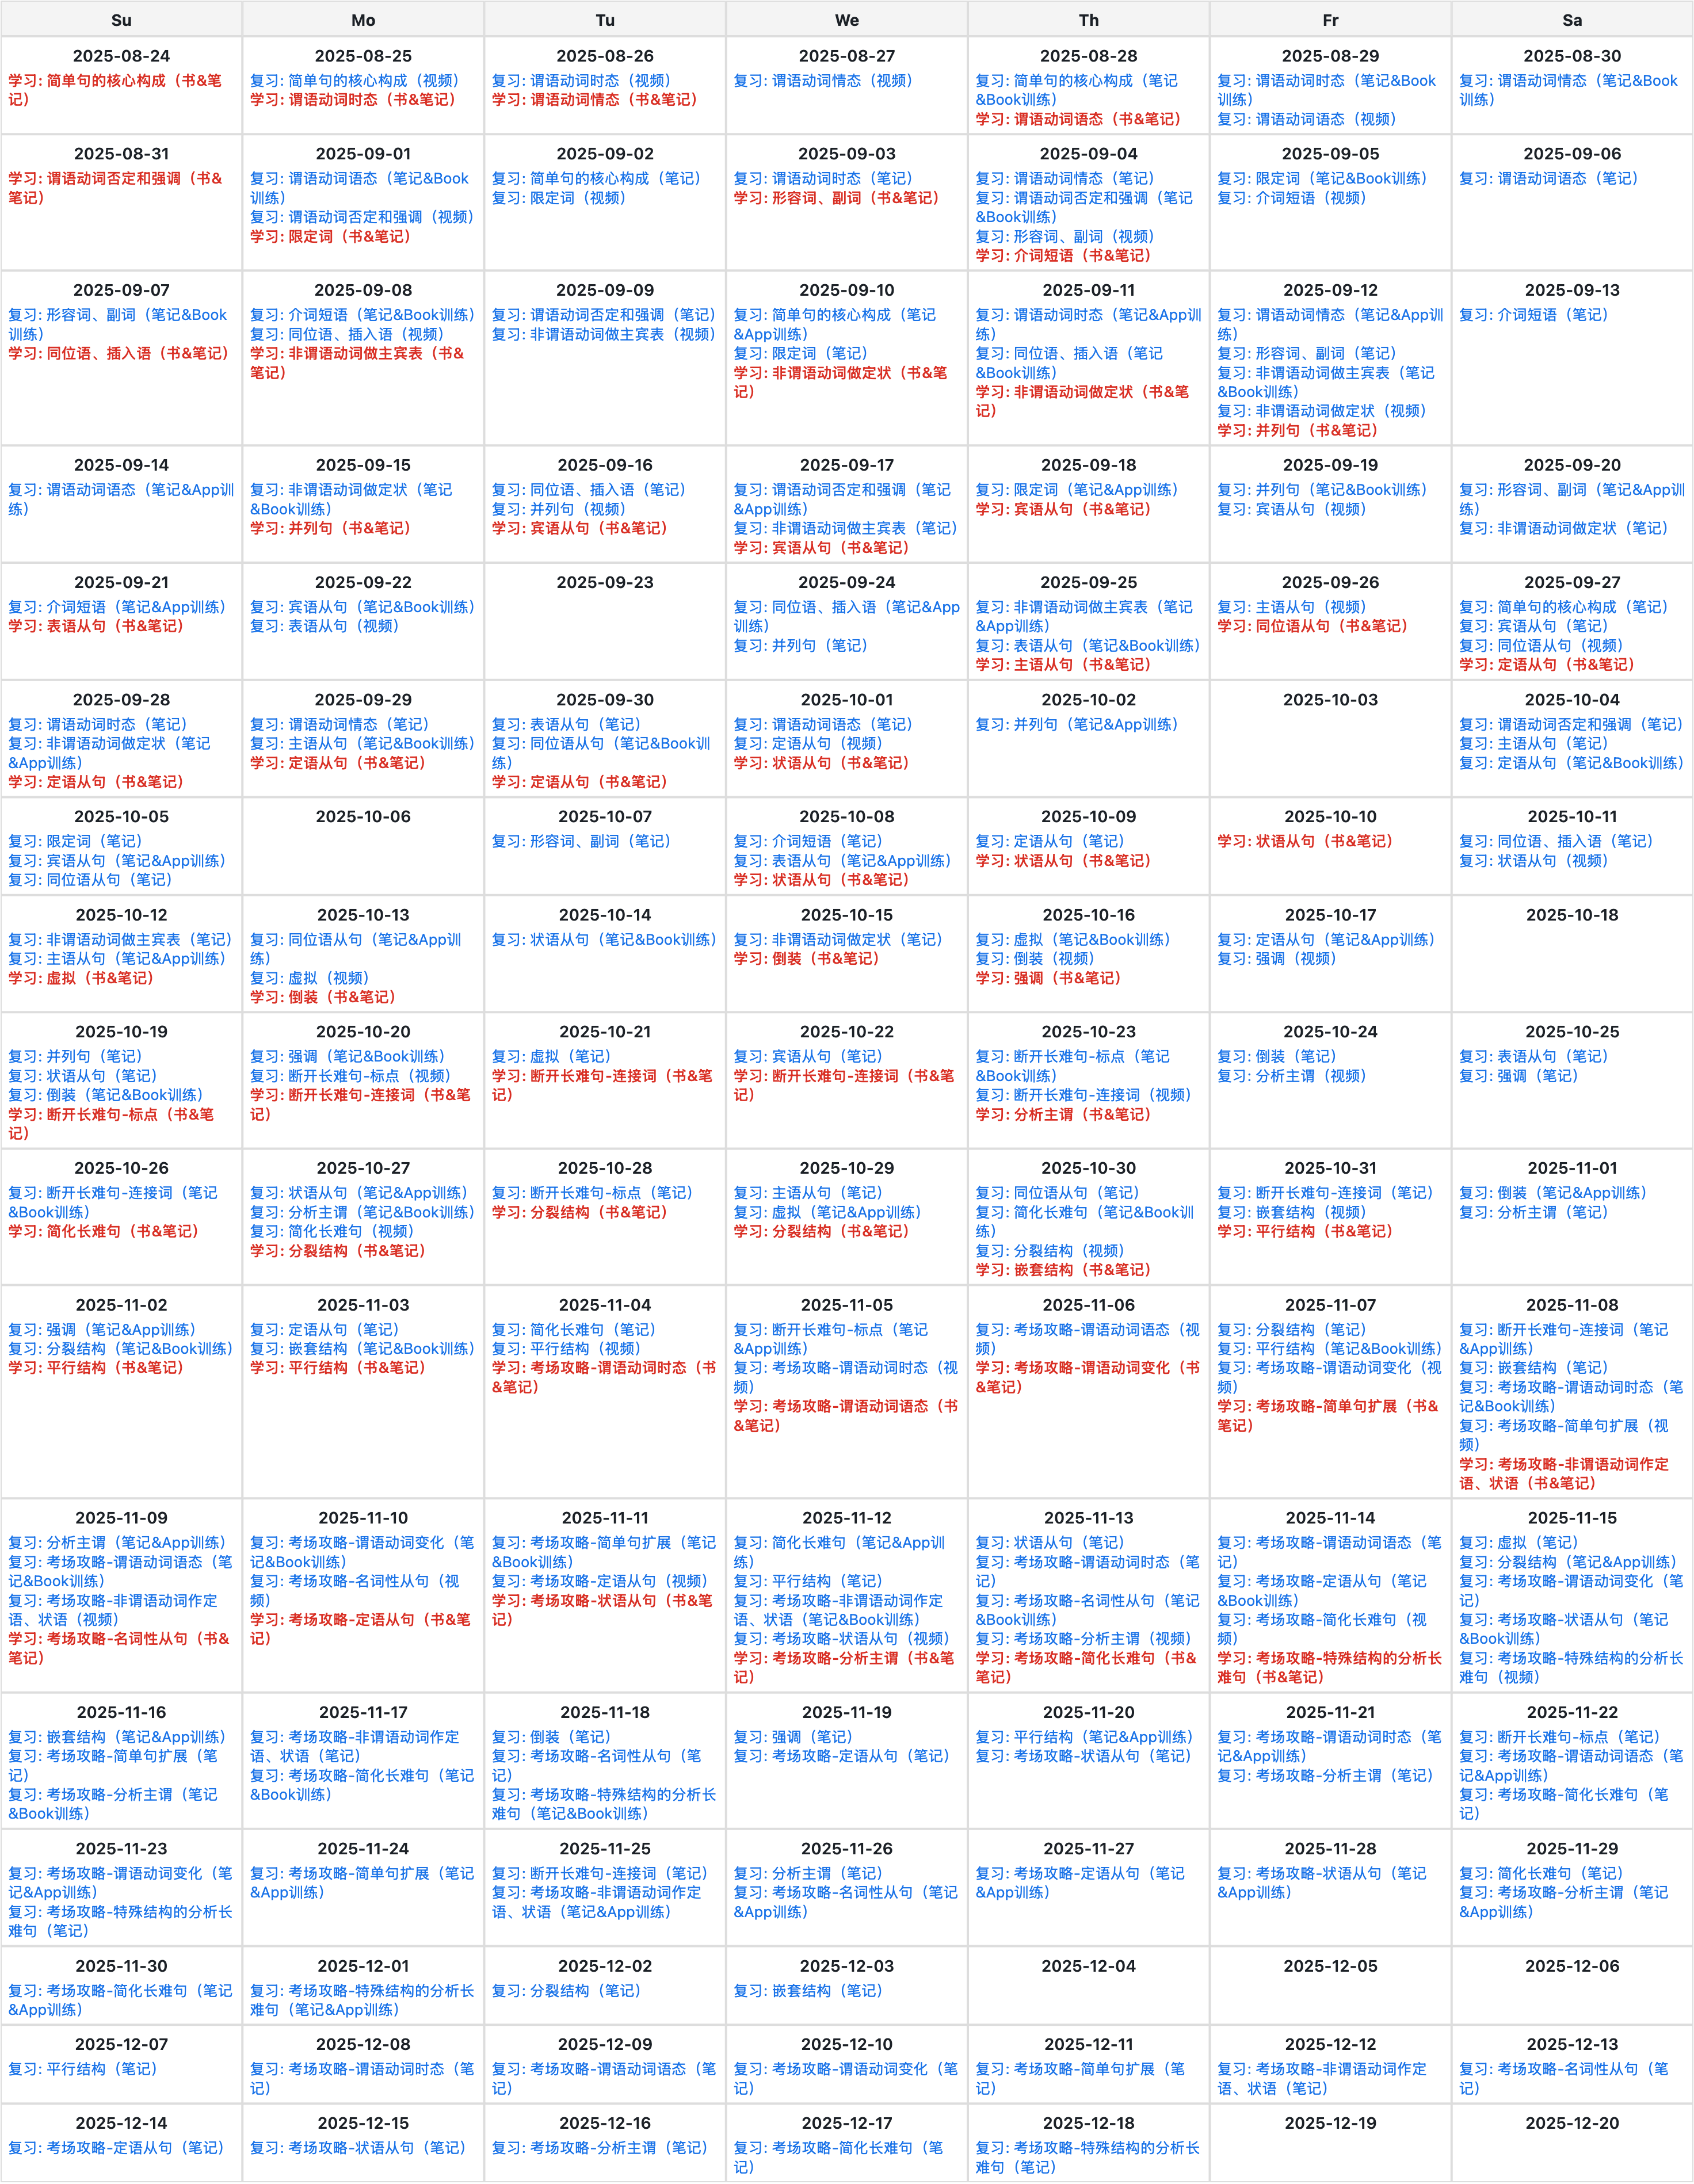 Su
Mo
Tu
We
Th
Fr
Sa
2025-08-24
学习: 简单句的核心构成（书&笔
记）
2025-08-25
复习: 简单句的核心构成（视频）
学习: 谓语动词时态（书&笔记）
2025-08-26
复习: 谓语动词时态（视频）
学习: 谓语动词情态（书&笔记）
2025-08-27
复习: 谓语动词情态（视频）
2025-08-28
复习: 简单句的核心构成（笔记
&Book训练）
学习: 谓语动词语态（书&笔记）
2025-08-29
复习: 谓语动词时态（笔记&Book
训练）
复习: 谓语动词语态（视频）
2025-08-30
复习: 谓语动词情态（笔记&Book
训练）
2025-08-31
学习: 谓语动词否定和强调（书&
笔记）
2025-09-01
复习: 谓语动词语态（笔记&Book
训练）
复习: 谓语动词否定和强调（视频）
学习: 限定词（书&笔记）
2025-09-02
复习: 简单句的核心构成（笔记）
复习: 限定词（视频）
2025-09-03
复习: 谓语动词时态（笔记）
学习: 形容词、副词（书&笔记）
2025-09-04
复习: 谓语动词情态（笔记）
复习: 谓语动词否定和强调（笔记
&Book训练）
复习: 形容词、副词（视频）
学习: 介词短语（书&笔记）
2025-09-05
复习: 限定词（笔记&Book训练）
复习: 介词短语（视频）
2025-09-06
复习: 谓语动词语态（笔记）
2025-09-07
复习: 形容词、副词（笔记&Book
训练）
学习: 同位语、插入语（书&笔记）
2025-09-08
复习: 介词短语（笔记&Book训练）
复习: 同位语、插入语（视频）
学习: 非谓语动词做主宾表（书&
笔记）
2025-09-09
复习: 谓语动词否定和强调（笔记）
复习: 非谓语动词做主宾表（视频）
2025-09-10
复习: 简单句的核心构成（笔记
&App训练）
复习: 限定词（笔记）
学习: 非谓语动词做定状（书&笔
记）
2025-09-11
复习: 谓语动词时态（笔记&App训
练）
复习: 同位语、插入语（笔记
&Book训练）
学习: 非谓语动词做定状（书&笔
记）
2025-09-12
复习: 谓语动词情态（笔记&App训
练）
复习: 形容词、副词（笔记）
复习: 非谓语动词做主宾表（笔记
&Book训练）
复习: 非谓语动词做定状（视频）
学习: 并列句（书&笔记）
2025-09-13
复习: 介词短语（笔记）
2025-09-14
复习: 谓语动词语态（笔记&App训
练）
2025-09-15
复习: 非谓语动词做定状（笔记
&Book训练）
学习: 并列句（书&笔记）
2025-09-16
复习: 同位语、插入语（笔记）
复习: 并列句（视频）
学习: 宾语从句（书&笔记）
2025-09-17
复习: 谓语动词否定和强调（笔记
&App训练）
复习: 非谓语动词做主宾表（笔记）
学习: 宾语从句（书&笔记）
2025-09-18
复习: 限定词（笔记&App训练）
学习: 宾语从句（书&笔记）
2025-09-19
复习: 并列句（笔记&Book训练）
复习: 宾语从句（视频）
2025-09-20
复习: 形容词、副词（笔记&App训
练）
复习: 非谓语动词做定状（笔记）
2025-09-21
复习: 介词短语（笔记&App训练）
学习: 表语从句（书&笔记）
2025-09-22
复习: 宾语从句（笔记&Book训练）
复习: 表语从句（视频）
2025-09-23
2025-09-24
复习: 同位语、插入语（笔记&App
训练）
复习: 并列句（笔记）
2025-09-25
复习: 非谓语动词做主宾表（笔记
&App训练）
复习: 表语从句（笔记&Book训练）
学习: 主语从句（书&笔记）
2025-09-26
复习: 主语从句（视频）
学习: 同位语从句（书&笔记）
2025-09-27
复习: 简单句的核心构成（笔记）
复习: 宾语从句（笔记）
复习: 同位语从句（视频）
学习: 定语从句（书&笔记）
2025-09-28
复习: 谓语动词时态（笔记）
复习: 非谓语动词做定状（笔记
&App训练）
学习: 定语从句（书&笔记）
2025-09-29
复习: 谓语动词情态（笔记）
复习: 主语从句（笔记&Book训练）
学习: 定语从句（书&笔记）
2025-09-30
复习: 表语从句（笔记）
复习: 同位语从句（笔记&Book训
练）
学习: 定语从句（书&笔记）
2025-10-01
复习: 谓语动词语态（笔记）
复习: 定语从句（视频）
学习: 状语从句（书&笔记）
2025-10-02
复习: 并列句（笔记&App训练）
2025-10-03
2025-10-04
复习: 谓语动词否定和强调（笔记）
复习: 主语从句（笔记）
复习: 定语从句（笔记&Book训练）
2025-10-05
复习: 限定词（笔记）
复习: 宾语从句（笔记&App训练）
复习: 同位语从句（笔记）
2025-10-06
2025-10-07
复习: 形容词、副词（笔记）
2025-10-08
复习: 介词短语（笔记）
复习: 表语从句（笔记&App训练）
学习: 状语从句（书&笔记）
2025-10-09
复习: 定语从句（笔记）
学习: 状语从句（书&笔记）
2025-10-10
学习: 状语从句（书&笔记）
2025-10-11
复习: 同位语、插入语（笔记）
复习: 状语从句（视频）
2025-10-12
复习: 非谓语动词做主宾表（笔记）
复习: 主语从句（笔记&App训练）
学习: 虚拟（书&笔记）
2025-10-13
复习: 同位语从句（笔记&App训
练）
复习: 虚拟（视频）
学习: 倒装（书&笔记）
2025-10-14
复习: 状语从句（笔记&Book训练）
2025-10-15
复习: 非谓语动词做定状（笔记）
学习: 倒装（书&笔记）
2025-10-16
复习: 虚拟（笔记&Book训练）
复习: 倒装（视频）
学习: 强调（书&笔记）
2025-10-17
复习: 定语从句（笔记&App训练）
复习: 强调（视频）
2025-10-18
2025-10-19
复习: 并列句（笔记）
复习: 状语从句（笔记）
复习: 倒装（笔记&Book训练）
学习: 断开长难句-标点（书&笔
记）
2025-10-20
复习: 强调（笔记&Book训练）
复习: 断开长难句-标点（视频）
学习: 断开长难句-连接词（书&笔
记）
2025-10-21
复习: 虚拟（笔记）
学习: 断开长难句-连接词（书&笔
记）
2025-10-22
复习: 宾语从句（笔记）
学习: 断开长难句-连接词（书&笔
记）
2025-10-23
复习: 断开长难句-标点（笔记
&Book训练）
复习: 断开长难句-连接词（视频）
学习: 分析主谓（书&笔记）
2025-10-24
复习: 倒装（笔记）
复习: 分析主谓（视频）
2025-10-25
复习: 表语从句（笔记）
复习: 强调（笔记）
2025-10-26
复习: 断开长难句-连接词（笔记
&Book训练）
学习: 简化长难句（书&笔记）
2025-10-27
复习: 状语从句（笔记&App训练）
复习: 分析主谓（笔记&Book训练）
复习: 简化长难句（视频）
学习: 分裂结构（书&笔记）
2025-10-28
复习: 断开长难句-标点（笔记）
学习: 分裂结构（书&笔记）
2025-10-29
复习: 主语从句（笔记）
复习: 虚拟（笔记&App训练）
学习: 分裂结构（书&笔记）
2025-10-30
复习: 同位语从句（笔记）
复习: 简化长难句（笔记&Book训
练）
复习: 分裂结构（视频）
学习: 嵌套结构（书&笔记）
2025-10-31
复习: 断开长难句-连接词（笔记）
复习: 嵌套结构（视频）
学习: 平行结构（书&笔记）
2025-11-01
复习: 倒装（笔记&App训练）
复习: 分析主谓（笔记）
2025-11-02
复习: 强调（笔记&App训练）
复习: 分裂结构（笔记&Book训练）
学习: 平行结构（书&笔记）
2025-11-03
复习: 定语从句（笔记）
复习: 嵌套结构（笔记&Book训练）
学习: 平行结构（书&笔记）
2025-11-04
复习: 简化长难句（笔记）
复习: 平行结构（视频）
学习: 考场攻略-谓语动词时态（书
&笔记）
2025-11-05
复习: 断开长难句-标点（笔记
&App训练）
复习: 考场攻略-谓语动词时态（视
频）
学习: 考场攻略-谓语动词语态（书
&笔记）
2025-11-06
复习: 考场攻略-谓语动词语态（视
频）
学习: 考场攻略-谓语动词变化（书
&笔记）
2025-11-07
复习: 分裂结构（笔记）
复习: 平行结构（笔记&Book训练）
复习: 考场攻略-谓语动词变化（视
频）
学习: 考场攻略-简单句扩展（书&
笔记）
2025-11-08
复习: 断开长难句-连接词（笔记
&App训练）
复习: 嵌套结构（笔记）
复习: 考场攻略-谓语动词时态（笔
记&Book训练）
复习: 考场攻略-简单句扩展（视
频）
学习: 考场攻略-非谓语动词作定
语、状语（书&笔记）
2025-11-09
复习: 分析主谓（笔记&App训练）
复习: 考场攻略-谓语动词语态（笔
记&Book训练）
复习: 考场攻略-非谓语动词作定
语、状语（视频）
学习: 考场攻略-名词性从句（书&
笔记）
2025-11-10
复习: 考场攻略-谓语动词变化（笔
记&Book训练）
复习: 考场攻略-名词性从句（视
频）
学习: 考场攻略-定语从句（书&笔
记）
2025-11-11
复习: 考场攻略-简单句扩展（笔记
&Book训练）
复习: 考场攻略-定语从句（视频）
学习: 考场攻略-状语从句（书&笔
记）
2025-11-12
复习: 简化长难句（笔记&App训
练）
复习: 平行结构（笔记）
复习: 考场攻略-非谓语动词作定
语、状语（笔记&Book训练）
复习: 考场攻略-状语从句（视频）
学习: 考场攻略-分析主谓（书&笔
记）
2025-11-13
复习: 状语从句（笔记）
复习: 考场攻略-谓语动词时态（笔
记）
复习: 考场攻略-名词性从句（笔记
&Book训练）
复习: 考场攻略-分析主谓（视频）
学习: 考场攻略-简化长难句（书&
笔记）
2025-11-14
复习: 考场攻略-谓语动词语态（笔
记）
复习: 考场攻略-定语从句（笔记
&Book训练）
复习: 考场攻略-简化长难句（视
频）
学习: 考场攻略-特殊结构的分析长
难句（书&笔记）
2025-11-15
复习: 虚拟（笔记）
复习: 分裂结构（笔记&App训练）
复习: 考场攻略-谓语动词变化（笔
记）
复习: 考场攻略-状语从句（笔记
&Book训练）
复习: 考场攻略-特殊结构的分析长
难句（视频）
2025-11-16
复习: 嵌套结构（笔记&App训练）
复习: 考场攻略-简单句扩展（笔
记）
复习: 考场攻略-分析主谓（笔记
&Book训练）
2025-11-17
复习: 考场攻略-非谓语动词作定
语、状语（笔记）
复习: 考场攻略-简化长难句（笔记
&Book训练）
2025-11-18
复习: 倒装（笔记）
复习: 考场攻略-名词性从句（笔
记）
复习: 考场攻略-特殊结构的分析长
难句（笔记&Book训练）
2025-11-19
复习: 强调（笔记）
复习: 考场攻略-定语从句（笔记）
2025-11-20
复习: 平行结构（笔记&App训练）
复习: 考场攻略-状语从句（笔记）
2025-11-21
复习: 考场攻略-谓语动词时态（笔
记&App训练）
复习: 考场攻略-分析主谓（笔记）
2025-11-22
复习: 断开长难句-标点（笔记）
复习: 考场攻略-谓语动词语态（笔
记&App训练）
复习: 考场攻略-简化长难句（笔
记）
2025-11-23
复习: 考场攻略-谓语动词变化（笔
记&App训练）
复习: 考场攻略-特殊结构的分析长
难句（笔记）
2025-11-24
复习: 考场攻略-简单句扩展（笔记
&App训练）
2025-11-25
复习: 断开长难句-连接词（笔记）
复习: 考场攻略-非谓语动词作定
语、状语（笔记&App训练）
2025-11-26
复习: 分析主谓（笔记）
复习: 考场攻略-名词性从句（笔记
&App训练）
2025-11-27
复习: 考场攻略-定语从句（笔记
&App训练）
2025-11-28
复习: 考场攻略-状语从句（笔记
&App训练）
2025-11-29
复习: 简化长难句（笔记）
复习: 考场攻略-分析主谓（笔记
&App训练）
2025-11-30
复习: 考场攻略-简化长难句（笔记
&App训练）
2025-12-01
复习: 考场攻略-特殊结构的分析长
难句（笔记&App训练）
2025-12-02
复习: 分裂结构（笔记）
2025-12-03
复习: 嵌套结构（笔记）
2025-12-04
2025-12-05
2025-12-06
2025-12-07
复习: 平行结构（笔记）
2025-12-08
复习: 考场攻略-谓语动词时态（笔
记）
2025-12-09
复习: 考场攻略-谓语动词语态（笔
记）
2025-12-10
复习: 考场攻略-谓语动词变化（笔
记）
2025-12-11
复习: 考场攻略-简单句扩展（笔
记）
2025-12-12
复习: 考场攻略-非谓语动词作定
语、状语（笔记）
2025-12-13
复习: 考场攻略-名词性从句（笔
记）
2025-12-14
复习: 考场攻略-定语从句（笔记）
2025-12-15
复习: 考场攻略-状语从句（笔记）
2025-12-16
复习: 考场攻略-分析主谓（笔记）
2025-12-17
复习: 考场攻略-简化长难句（笔
记）
2025-12-18
复习: 考场攻略-特殊结构的分析长
难句（笔记）
2025-12-19
2025-12-20